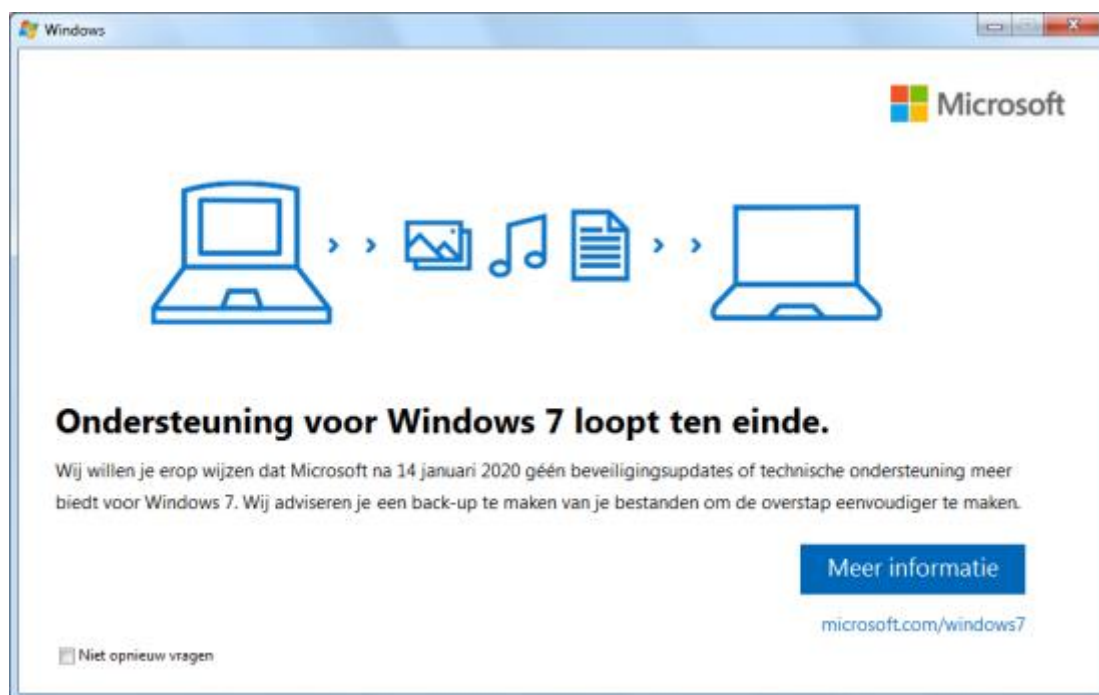 Windows
Microsoft
Ondersteuning voor Windows 7 loopt ten einde.
Wij willen je erop wijzen dat Microsoft na 14 januari 2020 géén beveiligingsupdates of technische ondersteuning meer
biedt voor Windows 7. Wij adviseren je een back-up te maken van je bestanden om de overstap eenvoudiger te maken.
Meer informatie
microsoft.com/windows7
Niet opnieuw vragen